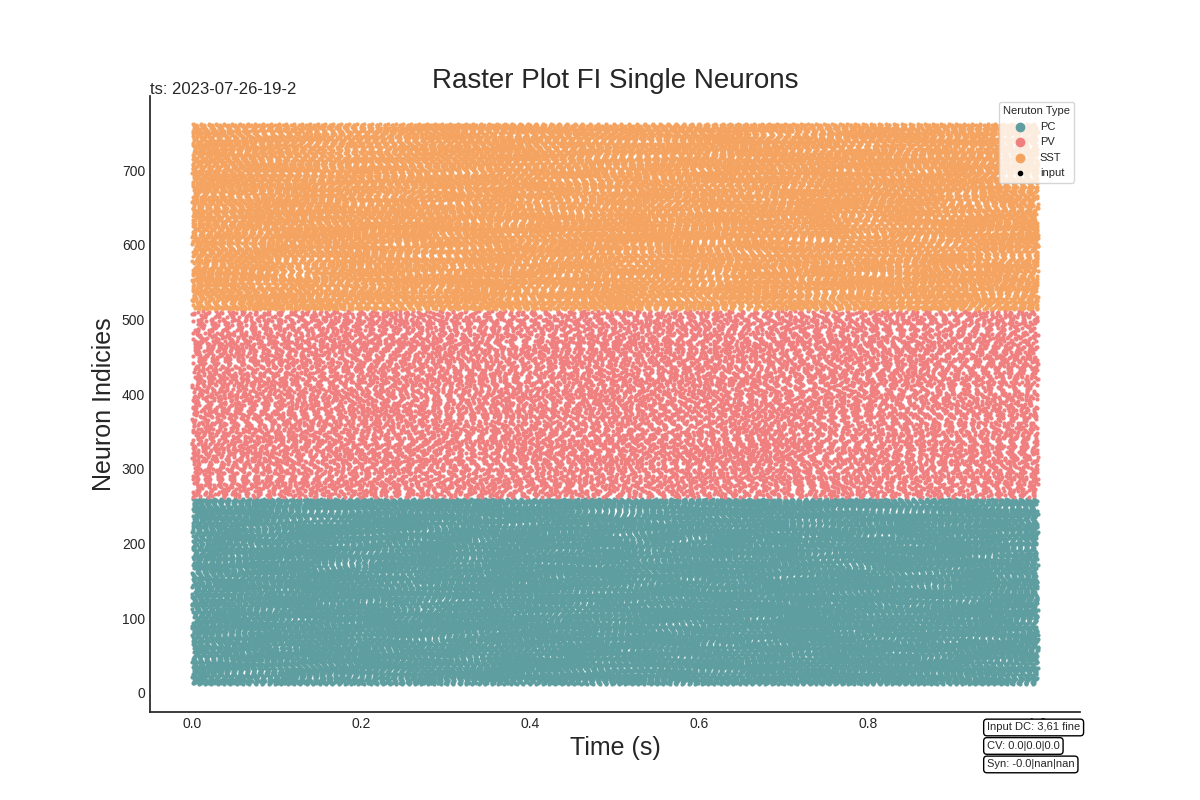 Raster Plot FI Single Neurons
ts: 2023-07-26-19-2
Neruton Type
PC
PV
SST
input
Neuron Indicies
700
600
500
400
300
200
100
0
0.0 0.2 0.4 0.6 0.8
Time (s)
Input DC: 3,61 fine
CV: 0.0|0.0|0.0
Syn: -0.0|nan|nan